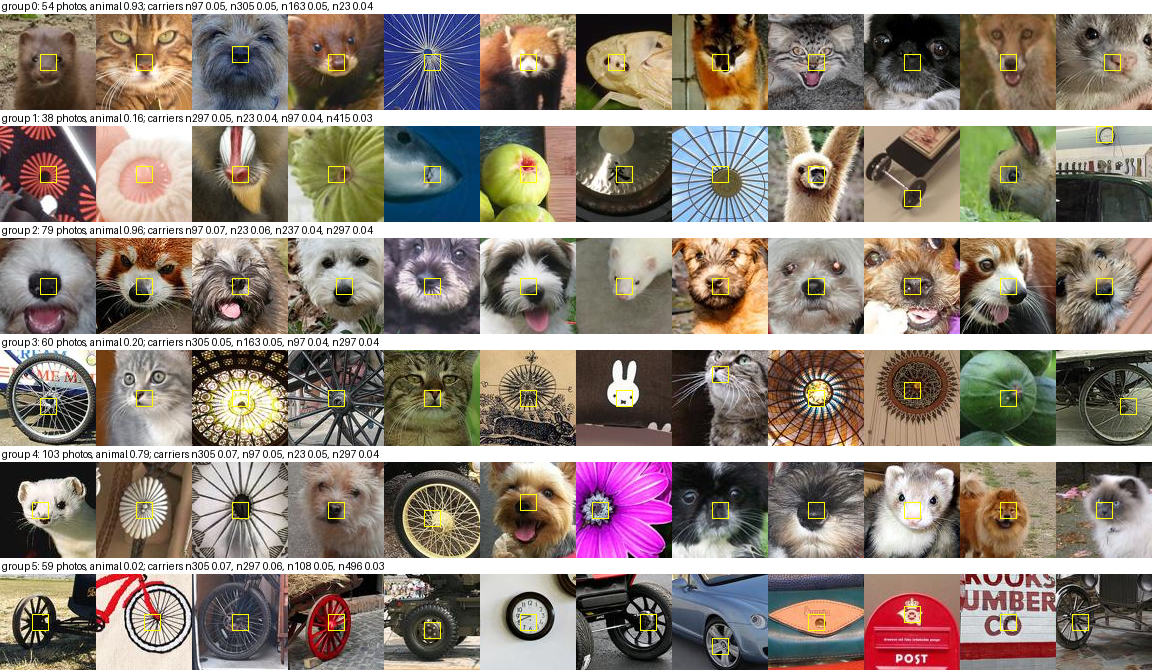 group 0: 54 photos, animal 0.93; carriers n97 0.05, n305 0.05, n163 0.05, n23 0.04
group 1: 38 photos, animal 0.16; carriers n297 0.05, n23 0.04, n97 0.04, n415 0.03
group 2: 79 photos, animal 0.96; carriers n97 0.07, n23 0.06, n237 0.04, n297 0.04
group 3: 60 photos, animal 0.20; carriers n305 0.05, n163 0.05, n97 0.04, n297 0.04
REAM
ME M
group 4: 103 photos, animal 0.79; carriers n305 0.07, n97 0.05, n23 0.05, n297 0.04
group 5: 59 photos, animal 0.02; carriers n305 0.07, n297 0.06, n108 0.05, n496 0.03
ROOKS
UMBER
CO
POST